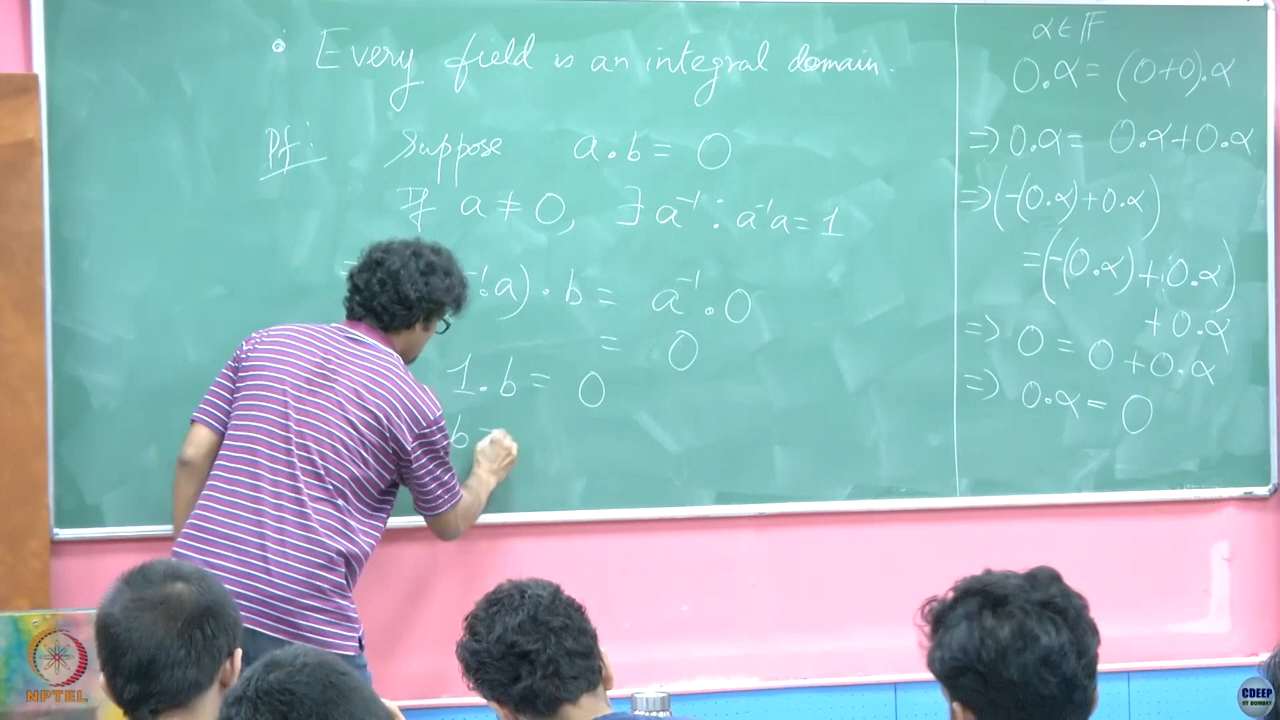 • Every field is an integral domain.
Pf: Suppose a.b = 0
If a ≠ 0, ∃ a⁻¹ : a⁻¹a = 1
a) . b = a⁻¹ . 0
= 0
1 . b = 0
b =
α ∈ 𝔽
0.α = (0+0).α
=> 0.α = 0.α + 0.α
=> (-(0.α) + 0.α)
= (-(0.α) + 0.α)
+ 0.α
=> 0 = 0 + 0.α
=> 0.α = 0
NPTEL
CDEEP
IIT BOMBAY